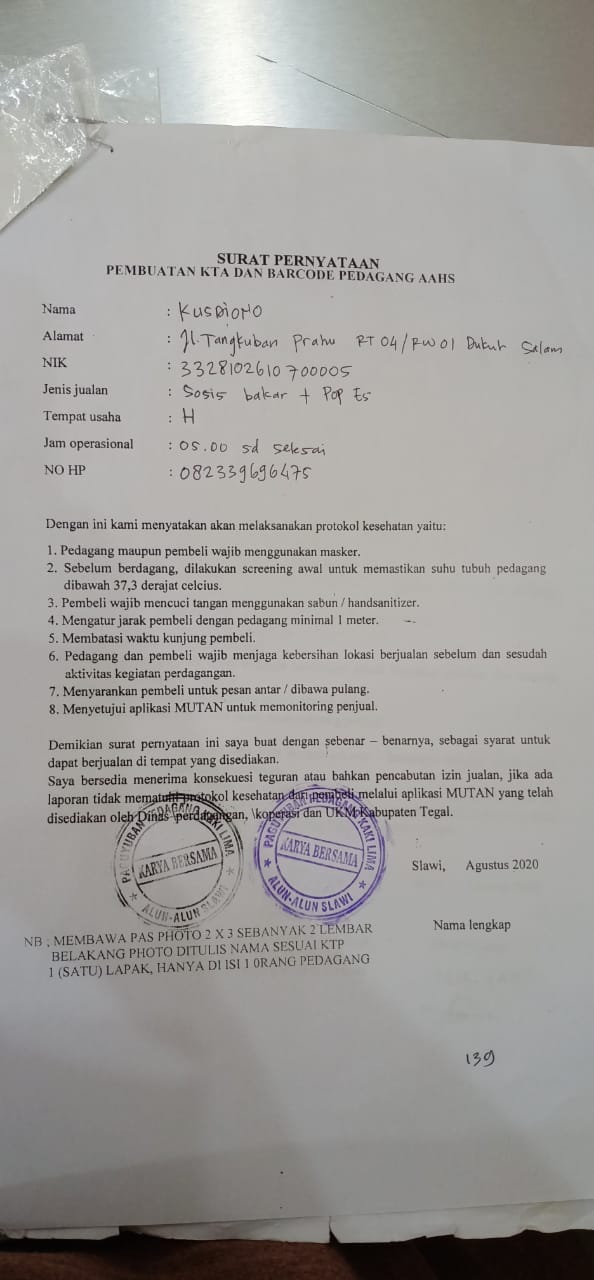 SURAT PERNYATAAN
PEMBUATAN KTA DAN BARCODE PEDAGANG AAHS
Nama : KUSDIONO
Alamat : Jl. Tangkuban Prahu RT 04/RW 01 Dukuh Salam
NIK : 3328102610700005
Jenis jualan : Sosis bakar + Pop Es
Tempat usaha : H
Jam operasional : 05.00 sd selesai
NO HP : 082339696475
Dengan ini kami menyatakan akan melaksanakan protokol kesehatan yaitu:
1. Pedagang maupun pembeli wajib menggunakan masker.
2. Sebelum berdagang, dilakukan screening awal untuk memastikan suhu tubuh pedagang
dibawah 37,3 derajat celcius.
3. Pembeli wajib mencuci tangan menggunakan sabun / handsanitizer.
4. Mengatur jarak pembeli dengan pedagang minimal 1 meter.
5. Membatasi waktu kunjung pembeli.
6. Pedagang dan pembeli wajib menjaga kebersihan lokasi berjualan sebelum dan sesudah
aktivitas kegiatan perdagangan.
7. Menyarankan pembeli untuk pesan antar / dibawa pulang.
8. Menyetujui aplikasi MUTAN untuk memonitoring penjual.
Demikian surat pernyataan ini saya buat dengan sebenar – benarnya, sebagai syarat untuk
dapat berjualan di tempat yang disediakan.
Saya bersedia menerima konsekuesi teguran atau bahkan pencabutan izin jualan, jika ada
laporan tidak mematuhi protokol kesehatan dari pembeli melalui aplikasi MUTAN yang telah
disediakan oleh Dinas \perdagangan, \koperasi dan UKM Kabupaten Tegal.
PAGUYUBAN PEDAGANG KAKI LIMA
KARYA BERSAMA
ALUN-ALUN SLAWI
PAGUYUBAN PEDAGANG KAKI LIMA
KARYA BERSAMA
ALUN-ALUN SLAWI
Slawi, Agustus 2020
Nama lengkap
NB : MEMBAWA PAS PHOTO 2 X 3 SEBANYAK 2 LEMBAR
BELAKANG PHOTO DITULIS NAMA SESUAI KTP
1 (SATU) LAPAK, HANYA DI ISI 1 0RANG PEDAGANG
139